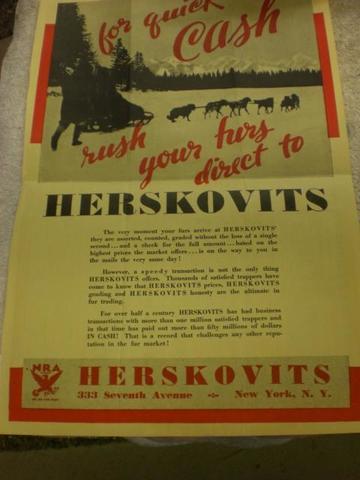 for quick
Cash
rush
your furs
direct to
HERSKOVITS
The very moment your furs arrive at HERSKOVITS'
they are assorted, counted, graded without the loss of a single
second...and a check for the full amount...based on the
highest prices the market offers...is on the way to you in
the mails the very same day!
However, a speedy transaction is not the only thing
HERSKOVITS offers. Thousands of satisfied trappers have
come to know that HERSKOVITS prices, HERSKOVITS
grading and HERSKOVITS honesty are the ultimate in
fur trading.
For over half a century HERSKOVITS has had business
transactions with more than one million satisfied trappers and
in that time has paid out more than fifty millions of dollars
IN CASH! That is a record that challenges any other repu-
tation in the fur market!
NRA
WE DO OUR PART
HERSKOVITS
333 Seventh Avenue New York, N. Y.